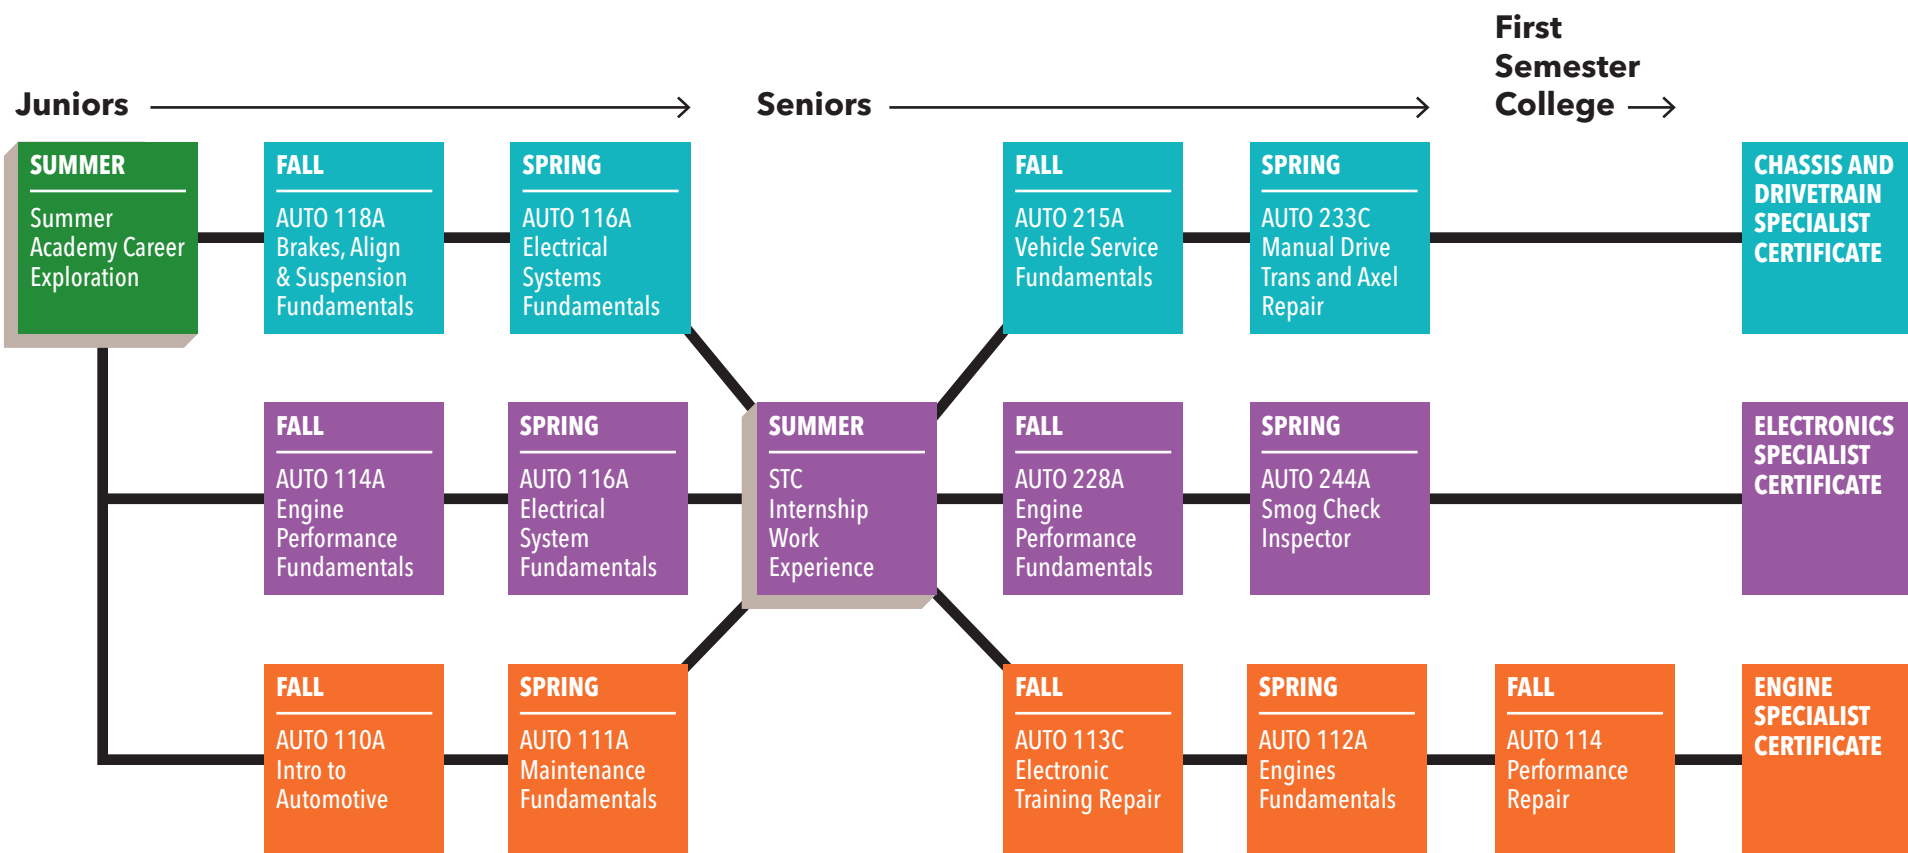 First
Semester
College
Juniors
Seniors
SUMMER
Summer
Academy Career
Exploration
FALL
AUTO 118A
Brakes, Align
& Suspension
Fundamentals
SPRING
AUTO 116A
Electrical
Systems
Fundamentals
FALL
AUTO 215A
Vehicle Service
Fundamentals
SPRING
AUTO 233C
Manual Drive
Trans and Axel
Repair
CHASSIS AND
DRIVETRAIN
SPECIALIST
CERTIFICATE
FALL
AUTO 114A
Engine
Performance
Fundamentals
SPRING
AUTO 116A
Electrical
System
Fundamentals
SUMMER
STC
Internship
Work
Experience
FALL
AUTO 228A
Engine
Performance
Fundamentals
SPRING
AUTO 244A
Smog Check
Inspector
ELECTRONICS
SPECIALIST
CERTIFICATE
FALL
AUTO 110A
Intro to
Automotive
SPRING
AUTO 111A
Maintenance
Fundamentals
FALL
AUTO 113C
Electronic
Training Repair
SPRING
AUTO 112A
Engines
Fundamentals
FALL
AUTO 114
Performance
Repair
ENGINE
SPECIALIST
CERTIFICATE